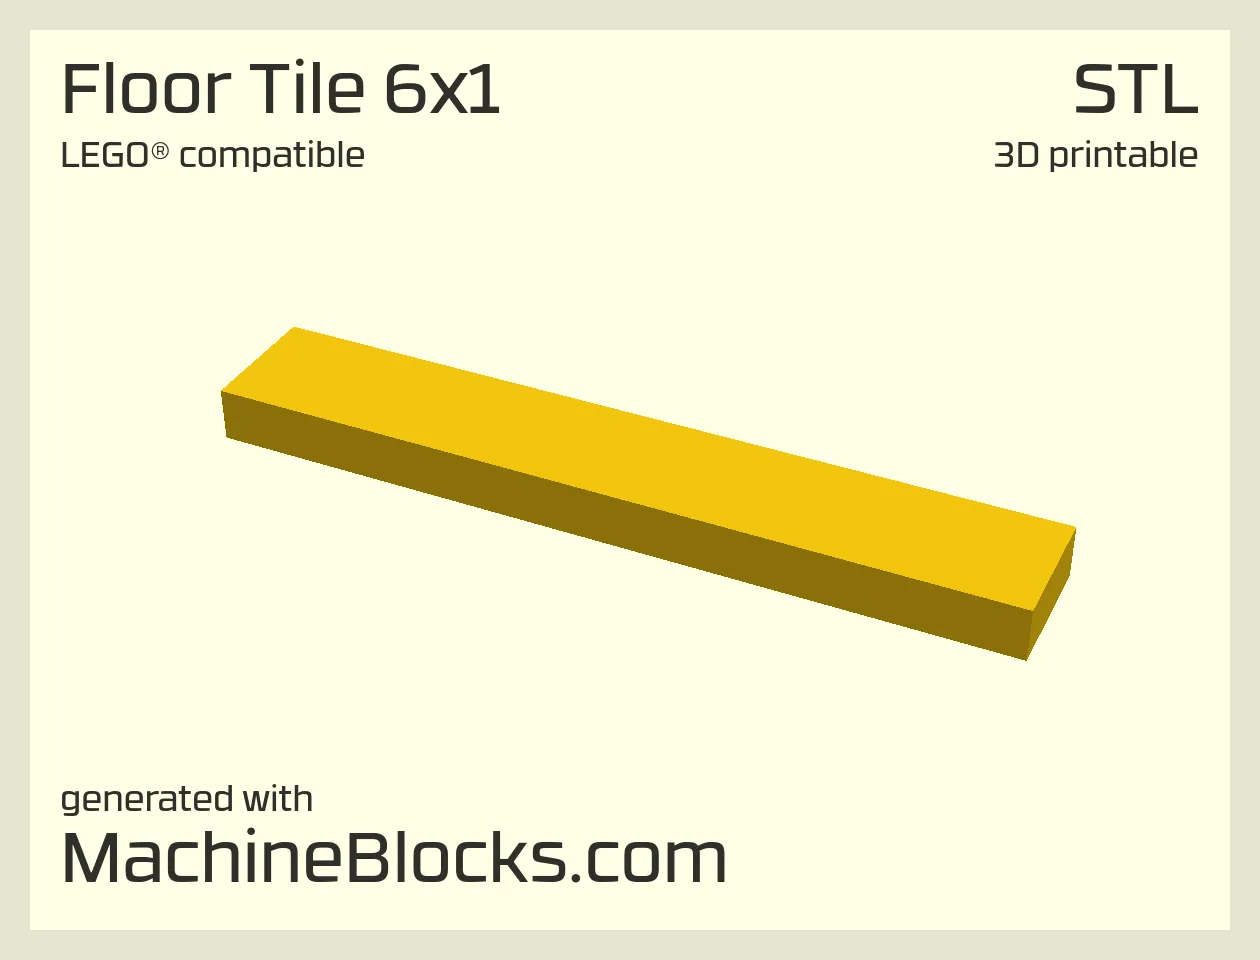 Floor Tile 6x1
LEGO® compatible
STL
3D printable
generated with
MachineBlocks.com